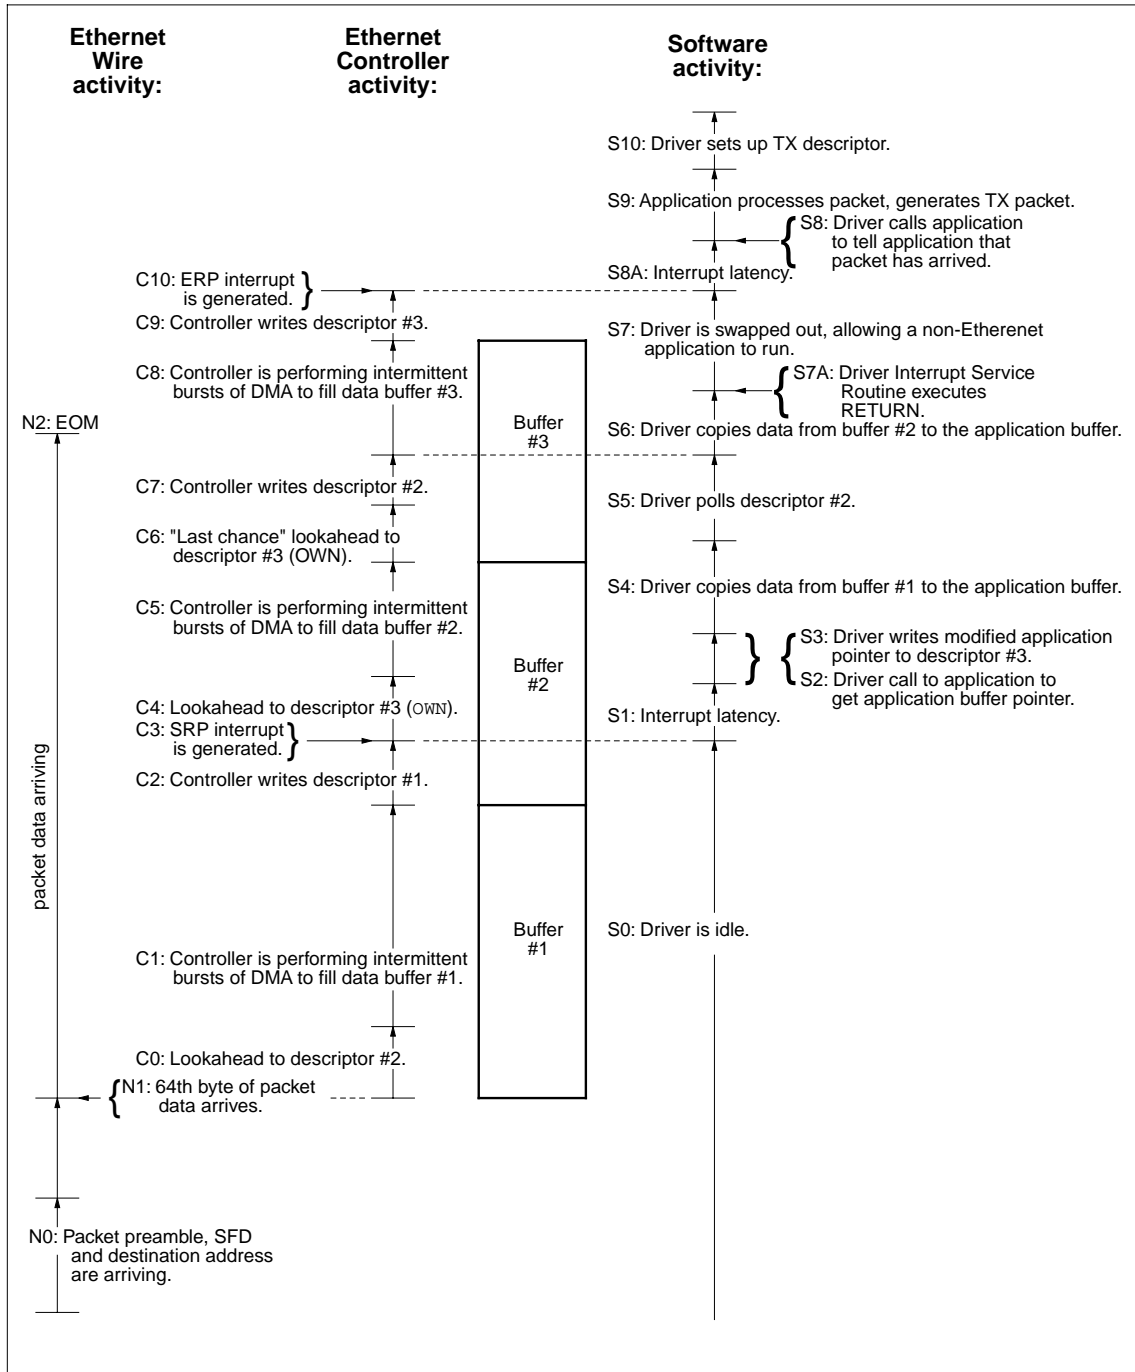 Ethernet
Wire
activity:
Ethernet
Controller
activity:
Software
activity:
S10: Driver sets up TX descriptor.
S9: Application processes packet, generates TX packet.
S8: Driver calls application
to tell application that
packet has arrived.
S8A: Interrupt latency.
C10: ERP interrupt
is generated.
C9: Controller writes descriptor #3.
S7: Driver is swapped out, allowing a non-Etherenet
application to run.
C8: Controller is performing intermittent
bursts of DMA to fill data buffer #3.
S7A: Driver Interrupt Service
Routine executes
RETURN.
N2: EOM
Buffer
#3
S6: Driver copies data from buffer #2 to the application buffer.
C7: Controller writes descriptor #2.
S5: Driver polls descriptor #2.
C6: "Last chance" lookahead to
descriptor #3 (OWN).
S4: Driver copies data from buffer #1 to the application buffer.
C5: Controller is performing intermittent
bursts of DMA to fill data buffer #2.
S3: Driver writes modified application
pointer to descriptor #3.
Buffer
#2
S2: Driver call to application to
get application buffer pointer.
C4: Lookahead to descriptor #3 (OWN).
S1: Interrupt latency.
C3: SRP interrupt
is generated.
C2: Controller writes descriptor #1.
packet data arriving
Buffer
#1
S0: Driver is idle.
C1: Controller is performing intermittent
bursts of DMA to fill data buffer #1.
C0: Lookahead to descriptor #2.
N1: 64th byte of packet
data arrives.
N0: Packet preamble, SFD
and destination address
are arriving.